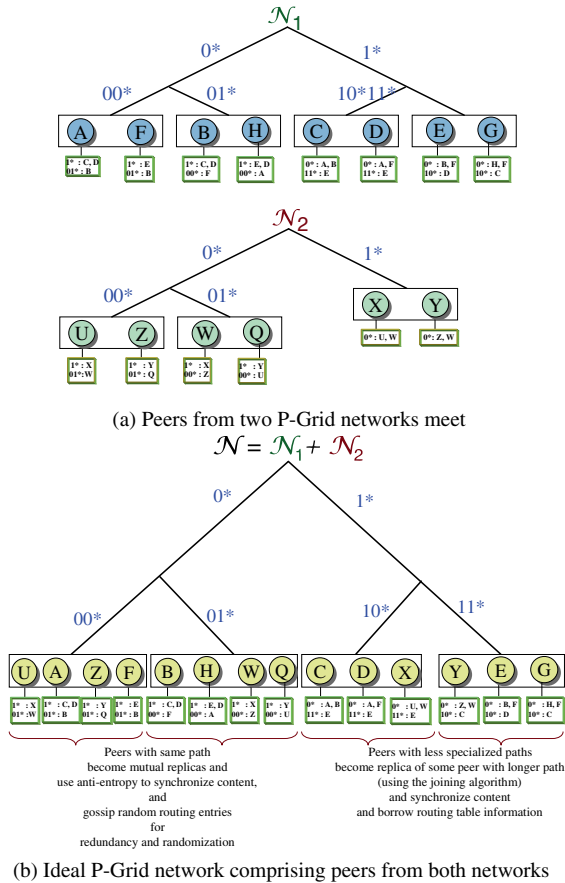 N1
0* 1*
00* 01* 10*11*
A F B H C D E G
1* : C, D 1* : E 1* : C, D 1* : E, D 0* : A, B 0* : A, F 0* : B, F 0* : H, F
01* : B 01* : B 00* : F 00* : A 11* : E 11* : E 10* : D 10* : C
N2
0* 1*
00* 01*
X Y
U Z W Q
0* : U, W 0*: Z, W
1* : X 1* : Y 1* : X 1* : Y
01*:W 01* : Q 00* : Z 00* : U
(a) Peers from two P-Grid networks meet
N = N1+ N2
0* 1*
00* 01* 10* 11*
U A Z F B H W Q C D X Y E G
1* : X 1* : C, D 1* : Y 1* : E 1* : C, D 1* : E, D 1* : X 1* : Y 0* : A, B 0* : A, F 0* : U, W 0* : Z, W 0* : B, F 0* : H, F
01* : W 01* : B 01* : Q 01* : B 00* : F 00* : A 00* : Z 00* : U 11* : E 11* : E 11* : E 10* : C 10* : D 10* : C
Peers with same path
become mutual replicas and
use anti-entropy to synchronize content,
and
gossip random routing entries
for
redundancy and randomization
Peers with less specialized paths
become replica of some peer with longer path
(using the joining algorithm)
and synchronize content
and borrow routing table information
(b) Ideal P-Grid network comprising peers from both networks